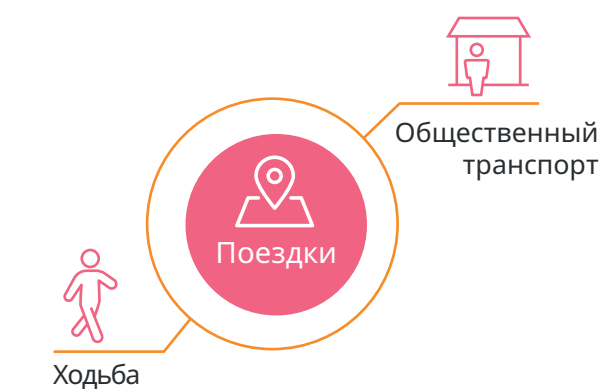 Общественный
транспорт
Поездки
Ходьба